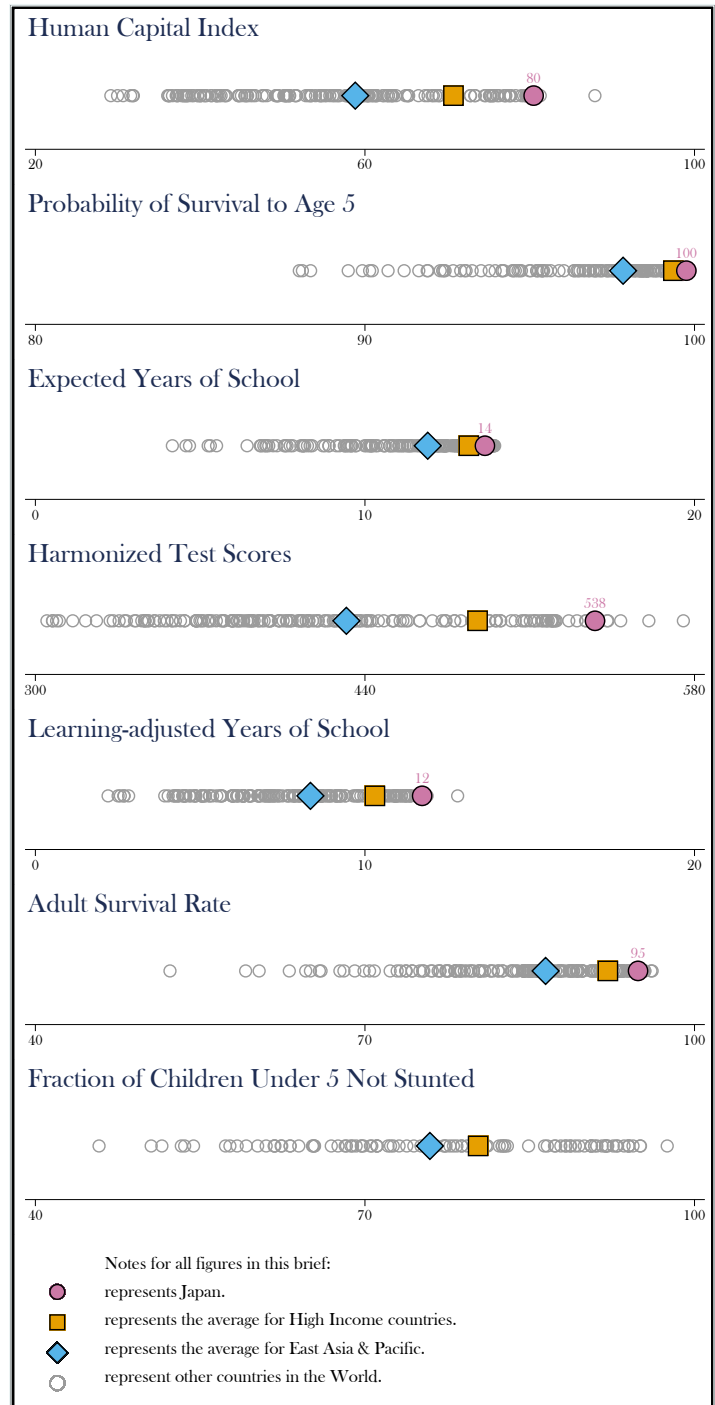 Human Capital Index
80
20 60 100
Probability of Survival to Age 5
100
80 90 100
Expected Years of School
14
0 10 20
Harmonized Test Scores
538
300 440 580
Learning-adjusted Years of School
12
0 10 20
Adult Survival Rate
95
40 70 100
Fraction of Children Under 5 Not Stunted
40 70 100
Notes for all figures in this brief:
represents Japan.
represents the average for High Income countries.
represents the average for East Asia & Pacific.
represent other countries in the World.